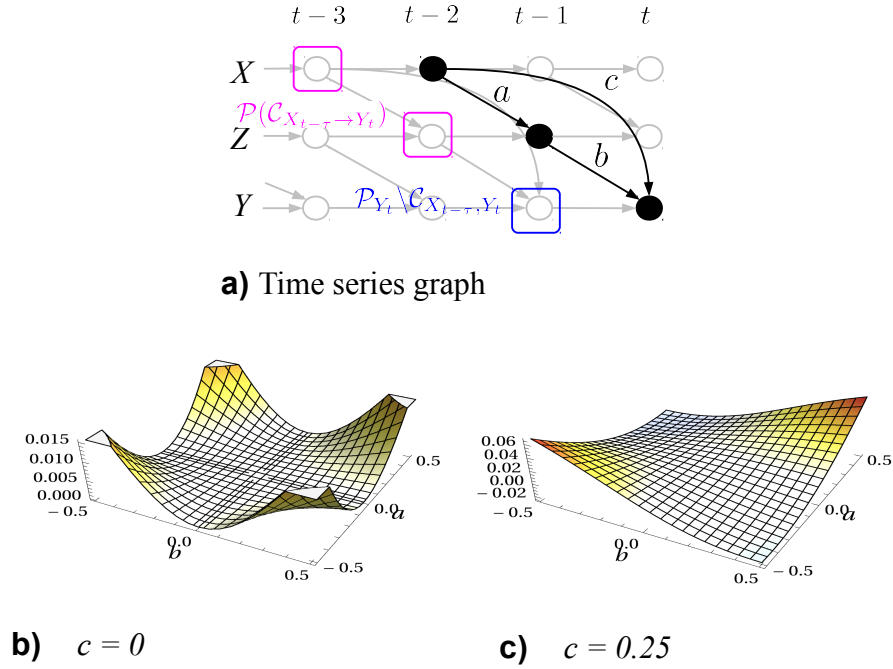 t − 3 t − 2 t − 1 t
X
a c
𝒫(𝒞_{X_{t−τ}→Y_t})
Z
b
Y
𝒫_{Y_t}\𝒞_{X_{t−τ},Y_t}
a) Time series graph
0.015
0.010
0.005
0.000
− 0.5
0.0
b
0.5
− 0.5
0.0
a
0.5
0.06
0.04
0.02
0.00
− 0.02
− 0.5
0.0
b
0.5
− 0.5
0.0
a
0.5
b) c = 0
c) c = 0.25